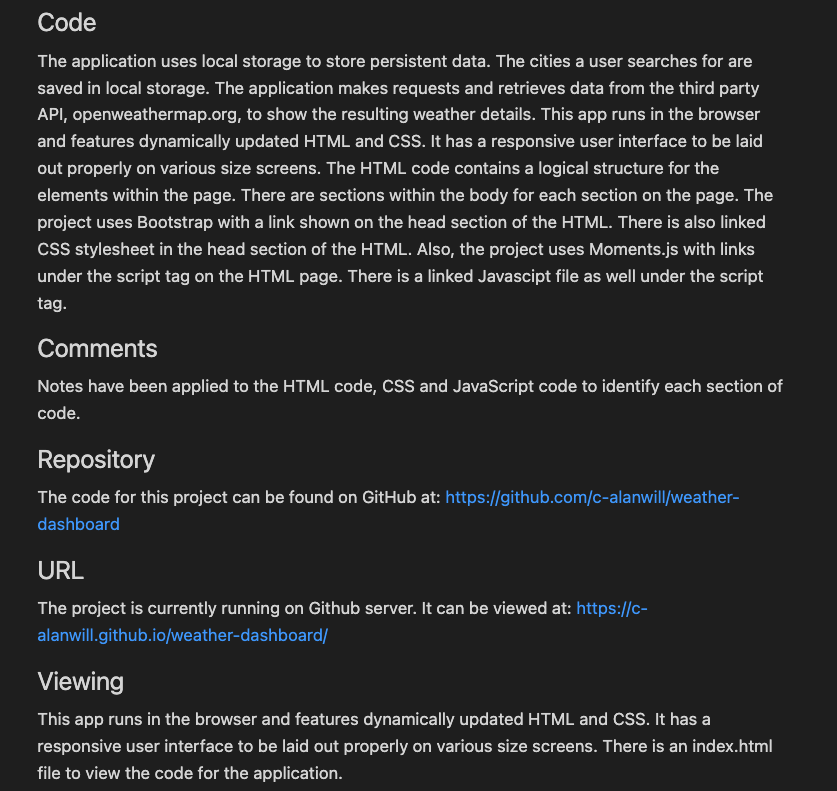 Code
The application uses local storage to store persistent data. The cities a user searches for are
saved in local storage. The application makes requests and retrieves data from the third party
API, openweathermap.org, to show the resulting weather details. This app runs in the browser
and features dynamically updated HTML and CSS. It has a responsive user interface to be laid
out properly on various size screens. The HTML code contains a logical structure for the
elements within the page. There are sections within the body for each section on the page. The
project uses Bootstrap with a link shown on the head section of the HTML. There is also linked
CSS stylesheet in the head section of the HTML. Also, the project uses Moments.js with links
under the script tag on the HTML page. There is a linked Javascipt file as well under the script
tag.
Comments
Notes have been applied to the HTML code, CSS and JavaScript code to identify each section of
code.
Repository
The code for this project can be found on GitHub at: https://github.com/c-alanwill/weather-
dashboard
URL
The project is currently running on Github server. It can be viewed at: https://c-
alanwill.github.io/weather-dashboard/
Viewing
This app runs in the browser and features dynamically updated HTML and CSS. It has a
responsive user interface to be laid out properly on various size screens. There is an index.html
file to view the code for the application.